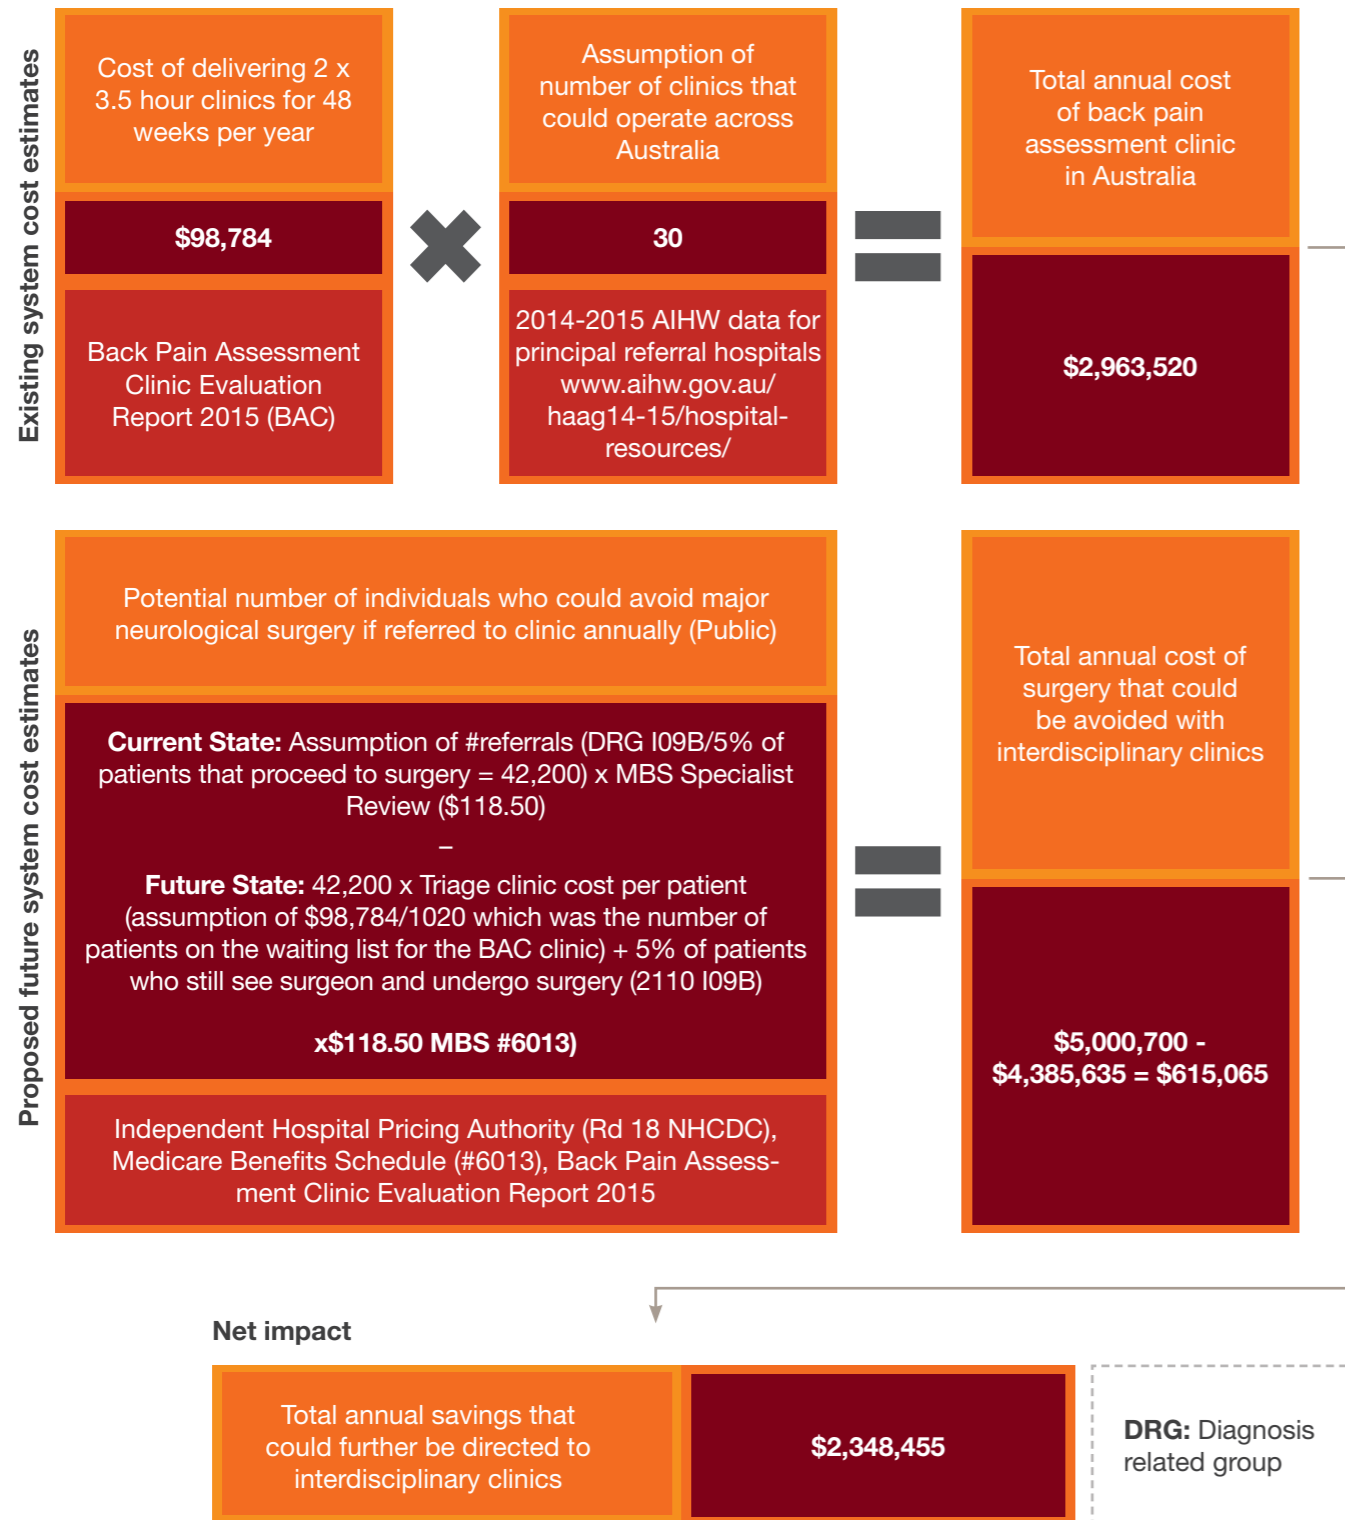 Existing system cost estimates
Cost of delivering 2 x
3.5 hour clinics for 48
weeks per year
$98,784
Back Pain Assessment
Clinic Evaluation
Report 2015 (BAC)
Assumption of
number of clinics that
could operate across
Australia
30
2014-2015 AIHW data for
principal referral hospitals
www.aihw.gov.au/
haag14-15/hospital-
resources/
Total annual cost
of back pain
assessment clinic
in Australia
$2,963,520
Proposed future system cost estimates
Potential number of individuals who could avoid major
neurological surgery if referred to clinic annually (Public)
Current State: Assumption of #referrals (DRG I09B/5% of
patients that proceed to surgery = 42,200) x MBS Specialist
Review ($118.50)
–
Future State: 42,200 x Triage clinic cost per patient
(assumption of $98,784/1020 which was the number of
patients on the waiting list for the BAC clinic) + 5% of patients
who still see surgeon and undergo surgery (2110 I09B)
x$118.50 MBS #6013)
Independent Hospital Pricing Authority (Rd 18 NHCDC),
Medicare Benefits Schedule (#6013), Back Pain Assess-
ment Clinic Evaluation Report 2015
Total annual cost of
surgery that could
be avoided with
interdisciplinary clinics
$5,000,700 -
$4,385,635 = $615,065
Net impact
Total annual savings that
could further be directed to
interdisciplinary clinics
$2,348,455
DRG: Diagnosis
related group